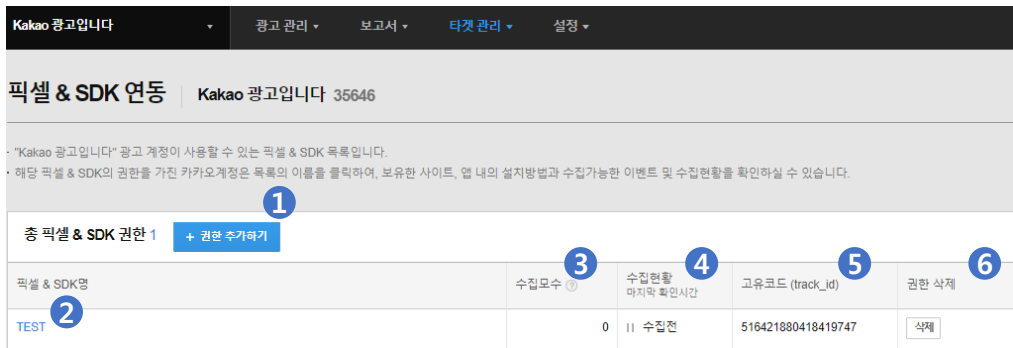 Kakao 광고입니다 광고 관리 보고서 타겟 관리 설정
픽셀 & SDK 연동 Kakao 광고입니다 35646
· "Kakao 광고입니다" 광고 계정이 사용할 수 있는 픽셀 & SDK 목록입니다.
· 해당 픽셀 & SDK의 권한를 가진 카카오계정은 목록의 이름을 클릭하여, 보유한 사이트, 앱 내의 설치방법과 수집가능한 이벤트 및 수집현황을 확인하실 수 있습니다.
1
총 픽셀 & SDK 권한 1 + 권한 추가하기
3 4 5 6
픽셀 & SDK명 수집모수 ? 수집현황 고유코드 (track_id) 권한 삭제
마지막 확인시간
2
TEST 0 수집전 516421880418419747 삭제